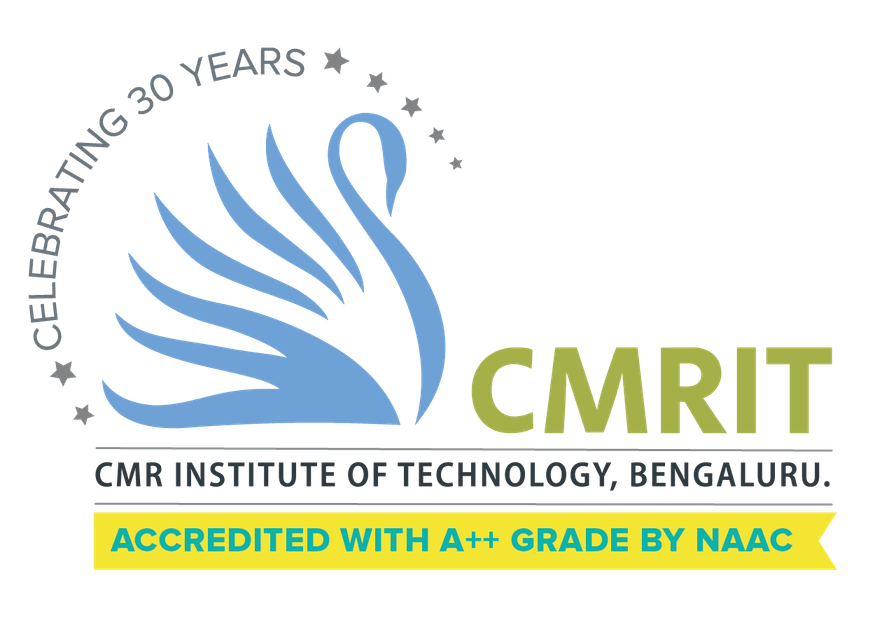 CELEBRATING 30 YEARS
CMRIT
CMR INSTITUTE OF TECHNOLOGY, BENGALURU.
ACCREDITED WITH A++ GRADE BY NAAC